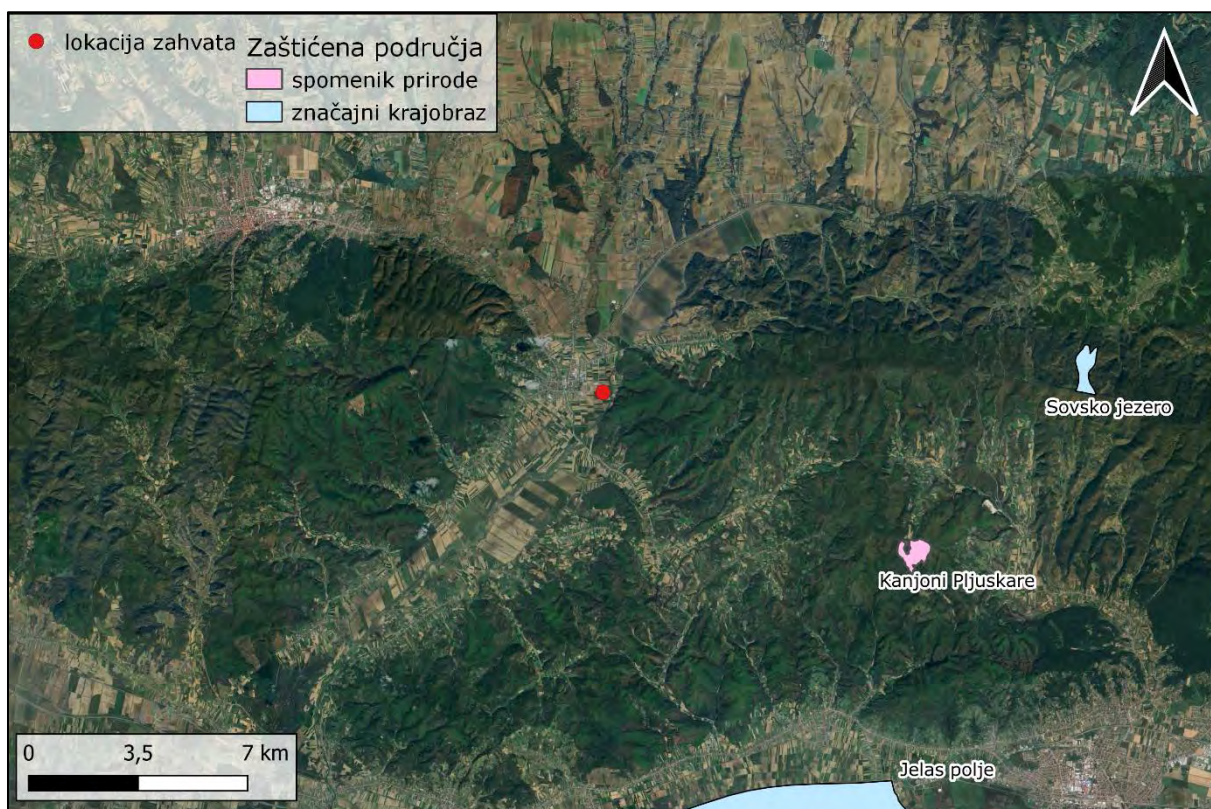 lokacija zahvata
Zaštićena područja
spomenik prirode
značajni krajobraz
Sovsko jezero
Kanjoni Pljuskare
Jelas polje
0 3,5 7 km